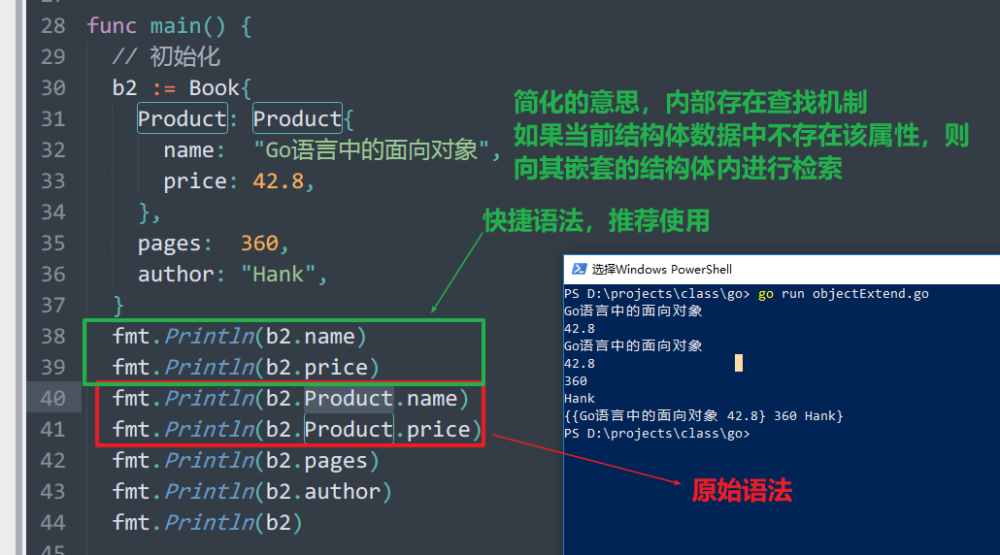 28 func main() {
29 // 初始化
30 b2 := Book{
31 Product: Product{
32 name: "Go语言中的面向对象",
33 price: 42.8,
34 },
35 pages: 360,
36 author: "Hank",
37 }
38 fmt.Println(b2.name)
39 fmt.Println(b2.price)
40 fmt.Println(b2.Product.name)
41 fmt.Println(b2.Product.price)
42 fmt.Println(b2.pages)
43 fmt.Println(b2.author)
44 fmt.Println(b2)
简化的意思，内部存在查找机制
如果当前结构体数据中不存在该属性，则
向其嵌套的结构体内进行检索
快捷语法，推荐使用
选择Windows PowerShell
PS D:\projects\class\go> go run objectExtend.go
Go语言中的面向对象
42.8
Go语言中的面向对象
42.8
360
Hank
{{Go语言中的面向对象 42.8} 360 Hank}
PS D:\projects\class\go>
原始语法